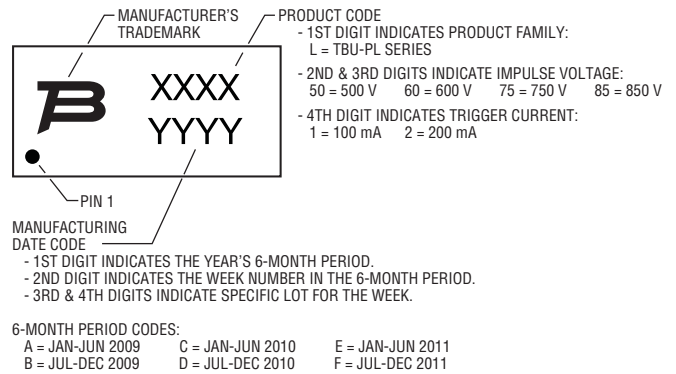 MANUFACTURER'S
TRADEMARK
PRODUCT CODE
- 1ST DIGIT INDICATES PRODUCT FAMILY:
L = TBU-PL SERIES
- 2ND & 3RD DIGITS INDICATE IMPULSE VOLTAGE:
50 = 500 V 60 = 600 V 75 = 750 V 85 = 850 V
- 4TH DIGIT INDICATES TRIGGER CURRENT:
1 = 100 mA 2 = 200 mA
XXXX
YYYY
PIN 1
MANUFACTURING
DATE CODE
- 1ST DIGIT INDICATES THE YEAR'S 6-MONTH PERIOD.
- 2ND DIGIT INDICATES THE WEEK NUMBER IN THE 6-MONTH PERIOD.
- 3RD & 4TH DIGITS INDICATE SPECIFIC LOT FOR THE WEEK.
6-MONTH PERIOD CODES:
A = JAN-JUN 2009 C = JAN-JUN 2010 E = JAN-JUN 2011
B = JUL-DEC 2009 D = JUL-DEC 2010 F = JUL-DEC 2011